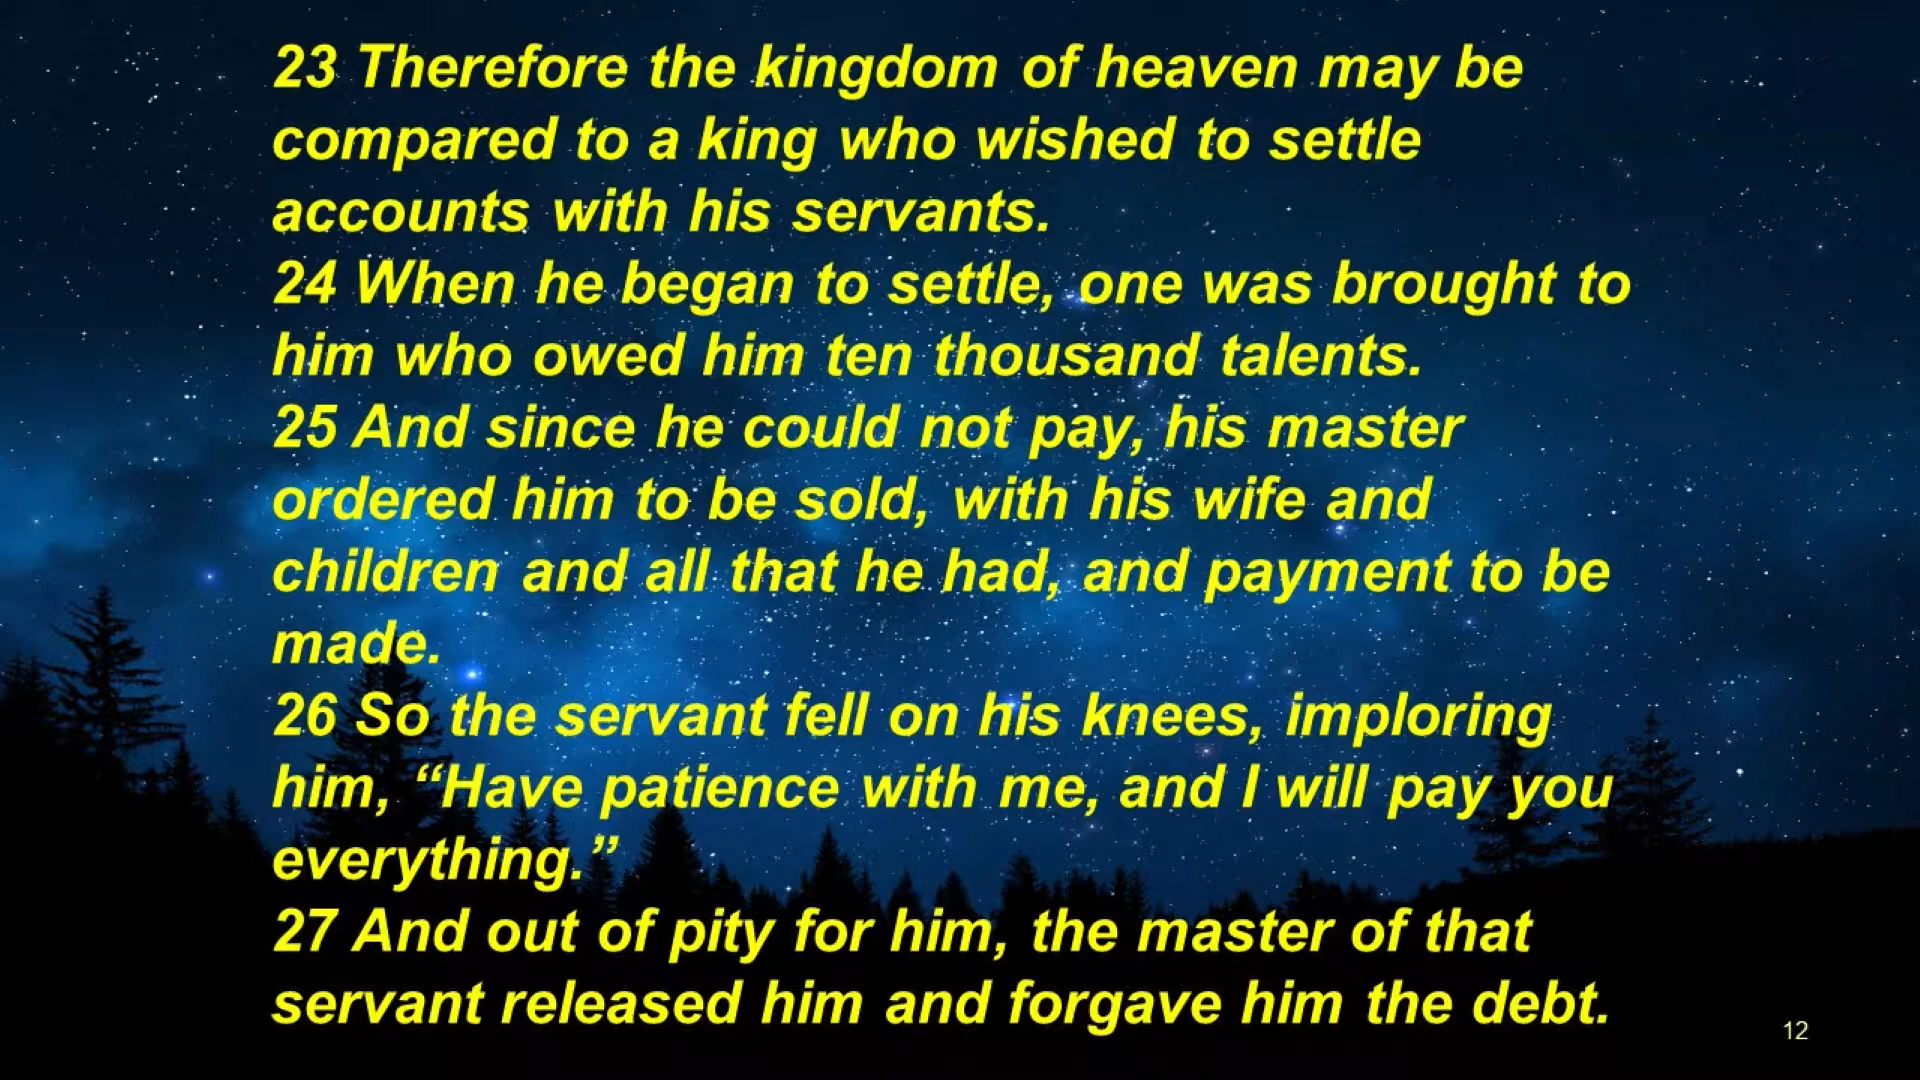 23 Therefore the kingdom of heaven may be
compared to a king who wished to settle
accounts with his servants.
24 When he began to settle, one was brought to
him who owed him ten thousand talents.
25 And since he could not pay, his master
ordered him to be sold, with his wife and
children and all that he had, and payment to be
made.
26 So the servant fell on his knees, imploring
him, “Have patience with me, and I will pay you
everything.”
27 And out of pity for him, the master of that
servant released him and forgave him the debt.
12